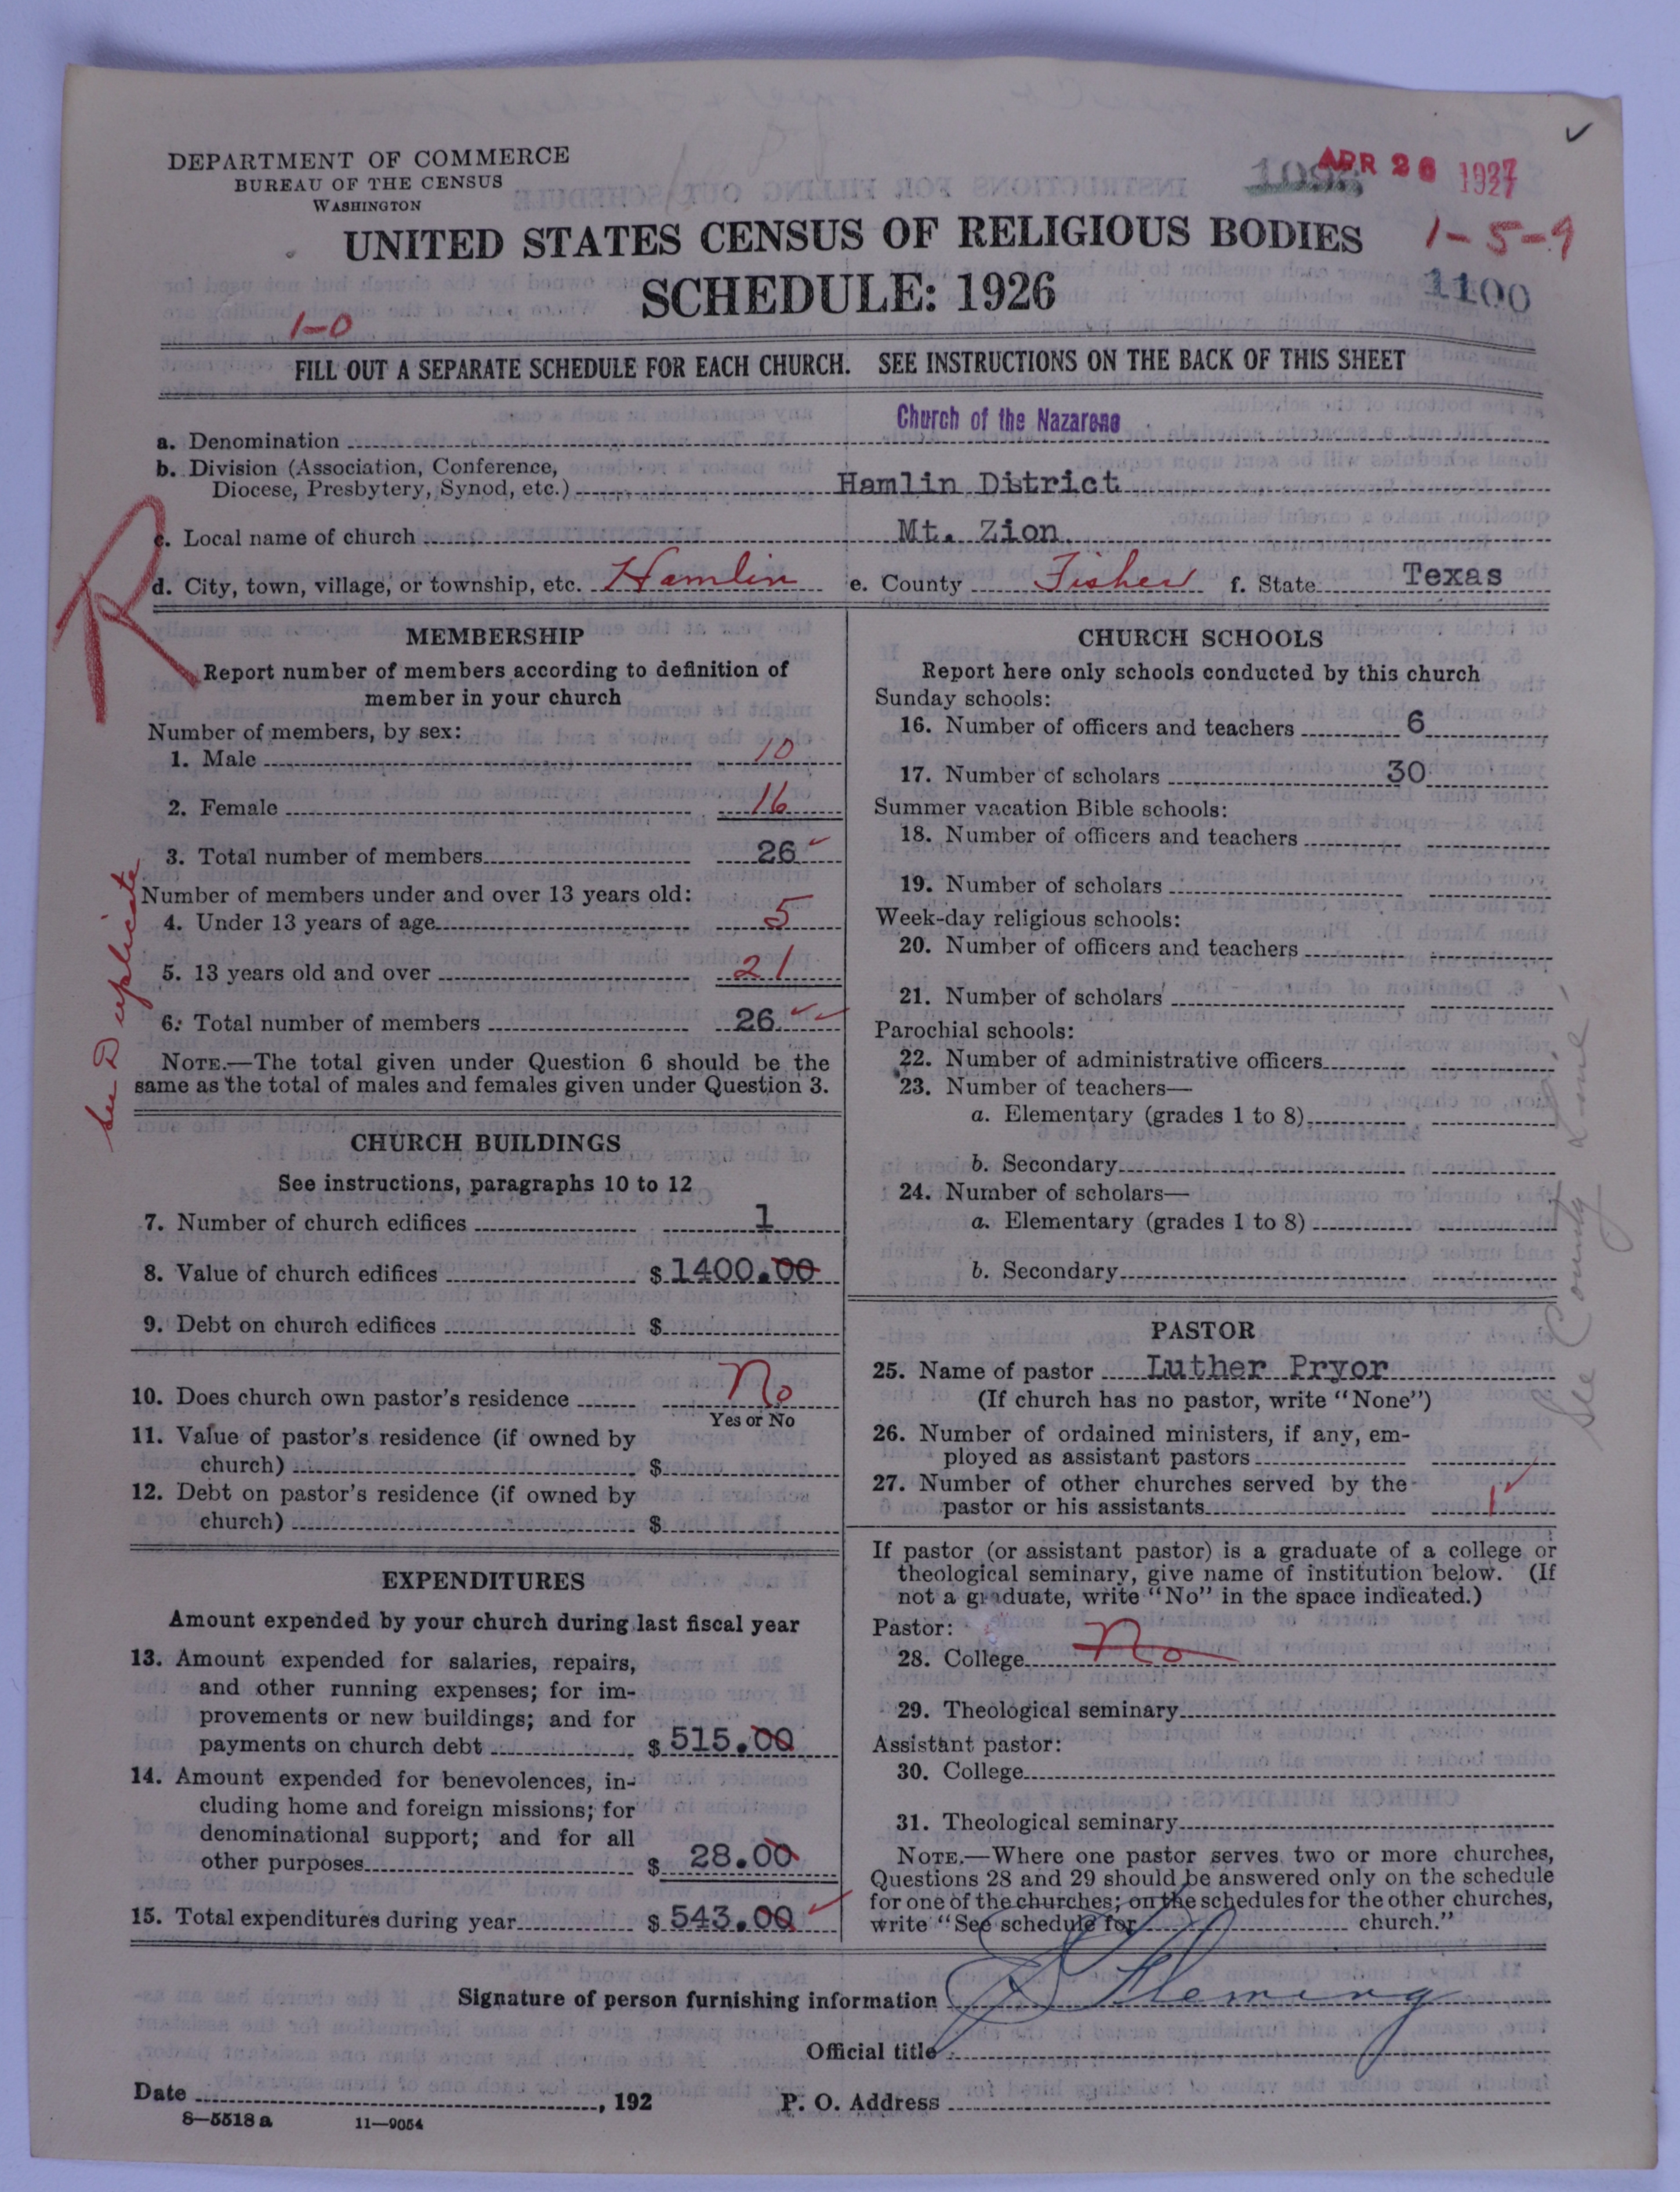 DEPARTMENT OF COMMERCE
BUREAU OF THE CENSUS
WASHINGTON
APR 26 1927
UNITED STATES CENSUS OF RELIGIOUS BODIES
1-5-9
SCHEDULE: 1926
1100
1-0
FILL OUT A SEPARATE SCHEDULE FOR EACH CHURCH. SEE INSTRUCTIONS ON THE BACK OF THIS SHEET
a. Denomination Church of the Nazarene
b. Division (Association, Conference,
Diocese, Presbytery, Synod, etc.) Hamlin District
R
c. Local name of church Mt. Zion
d. City, town, village, or township, etc. Hamlin e. County Fisher f. State Texas
MEMBERSHIP
Report number of members according to definition of
member in your church
Number of members, by sex:
1. Male 10
2. Female 16
3. Total number of members 26
Number of members under and over 13 years old:
4. Under 13 years of age 5
5. 13 years old and over 21
6. Total number of members 26
NOTE.—The total given under Question 6 should be the
same as the total of males and females given under Question 3.
See Duplicate
CHURCH BUILDINGS
See instructions, paragraphs 10 to 12
7. Number of church edifices 1
8. Value of church edifices $ 1400.00
9. Debt on church edifices $
10. Does church own pastor's residence No
Yes or No
11. Value of pastor's residence (if owned by
church) $
12. Debt on pastor's residence (if owned by
church) $
EXPENDITURES
Amount expended by your church during last fiscal year
13. Amount expended for salaries, repairs,
and other running expenses; for im-
provements or new buildings; and for
payments on church debt $ 515.00
14. Amount expended for benevolences, in-
cluding home and foreign missions; for
denominational support; and for all
other purposes $ 28.00
15. Total expenditures during year $ 543.00
CHURCH SCHOOLS
Report here only schools conducted by this church
Sunday schools:
16. Number of officers and teachers 6
17. Number of scholars 30
Summer vacation Bible schools:
18. Number of officers and teachers
19. Number of scholars
Week-day religious schools:
20. Number of officers and teachers
21. Number of scholars
Parochial schools:
22. Number of administrative officers
23. Number of teachers—
a. Elementary (grades 1 to 8)
b. Secondary
24. Number of scholars—
a. Elementary (grades 1 to 8)
b. Secondary
See County
PASTOR
25. Name of pastor Luther Pryor
(If church has no pastor, write "None")
26. Number of ordained ministers, if any, em-
ployed as assistant pastors
27. Number of other churches served by the
pastor or his assistants 1
If pastor (or assistant pastor) is a graduate of a college or
theological seminary, give name of institution below. (If
not a graduate, write "No" in the space indicated.)
Pastor:
28. College No
29. Theological seminary
Assistant pastor:
30. College
31. Theological seminary
NOTE.—Where one pastor serves two or more churches,
Questions 28 and 29 should be answered only on the schedule
for one of the churches; on the schedules for the other churches,
write "See schedule for church."
Signature of person furnishing information Fleming
Official title
Date , 192 P. O. Address
8—5518 a 11—9054